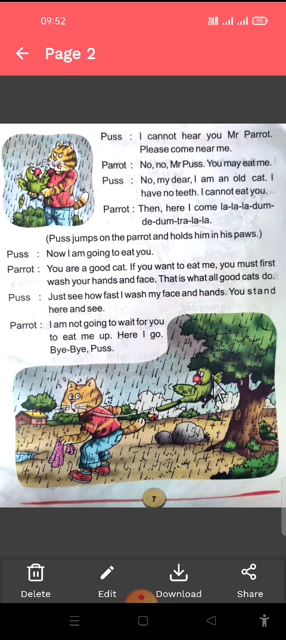 09:52
Page 2
Puss : I cannot hear you Mr Parrot.
Please come near me.
Parrot : No, no, Mr Puss. You may eat me.
Puss : No, my dear, I am an old cat. I
have no teeth. I cannot eat you.
Parrot : Then, here I come la-la-la-dum-
de-dum-tra-la-la.
(Puss jumps on the parrot and holds him in his paws.)
Puss : Now I am going to eat you.
Parrot : You are a good cat. If you want to eat me, you must first
wash your hands and face. That is what all good cats do.
Puss : Just see how fast I wash my face and hands. You stand
here and see.
Parrot : I am not going to wait for you
to eat me up. Here I go.
Bye-Bye, Puss.
7
Delete Edit Download Share